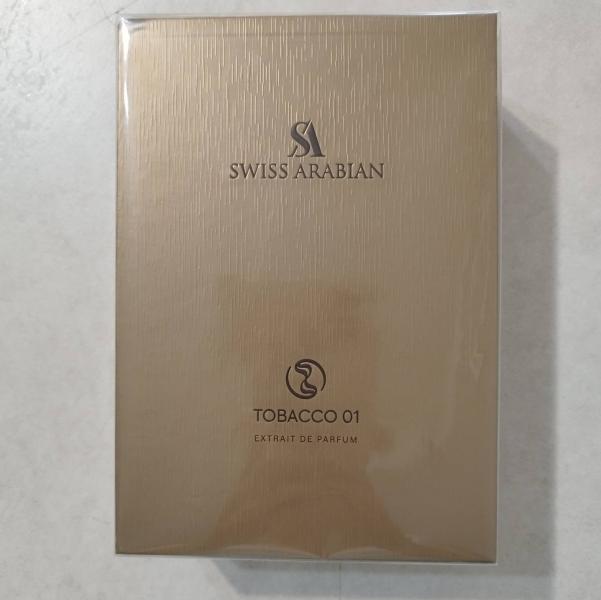 SA
SWISS ARABIAN
TOBACCO 01
EXTRAIT DE PARFUM